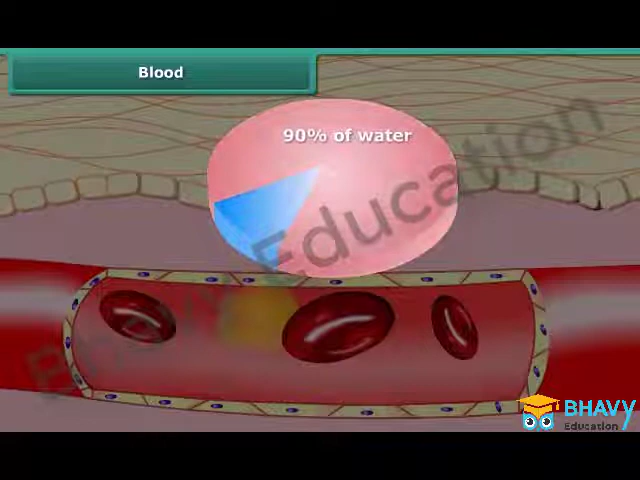 Blood
90% of water
Bhavy Education
BHAVY
Education